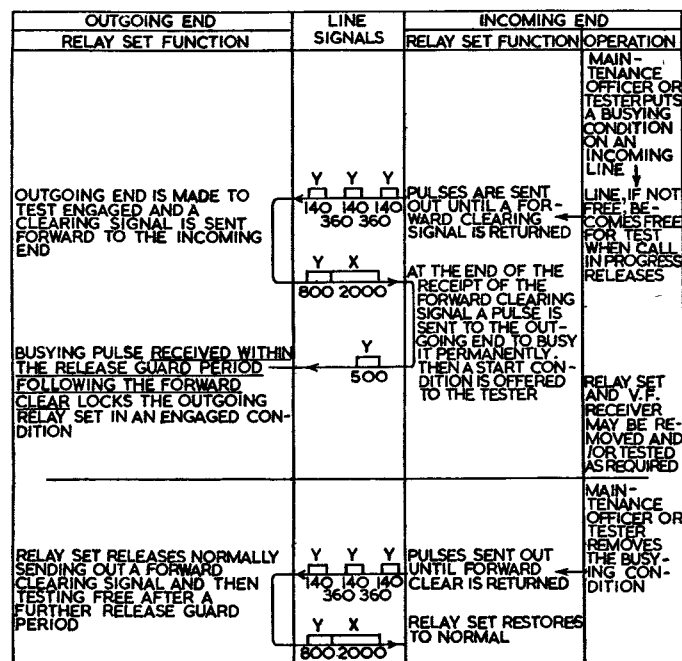 OUTGOING END
RELAY SET FUNCTION
LINE
SIGNALS
INCOMING END
RELAY SET FUNCTION
OPERATION
MAIN-
TENANCE
OFFICER OR
TESTER PUTS
A BUSYING
CONDITION
ON AN
INCOMING
LINE
LINE, IF NOT
FREE, BE-
COMES FREE
FOR TEST
WHEN CALL
IN PROGRESS
RELEASES
PULSES ARE SENT
OUT UNTIL A FOR-
WARD CLEARING
SIGNAL IS RETURNED
Y Y Y
140 140 140
360 360
OUTGOING END IS MADE TO
TEST ENGAGED AND A
CLEARING SIGNAL IS SENT
FORWARD TO THE INCOMING
END
Y X
800 2000
AT THE END OF THE
RECEIPT OF THE
FORWARD CLEARING
SIGNAL A PULSE IS
SENT TO THE OUT-
GOING END TO BUSY
IT PERMANENTLY.
THEN A START CON-
DITION IS OFFERED
TO THE TESTER
Y
500
BUSYING PULSE RECEIVED WITHIN
THE RELEASE GUARD PERIOD
FOLLOWING THE FORWARD
CLEAR LOCKS THE OUTGOING
RELAY SET IN AN ENGAGED CON-
DITION
RELAY SET
AND V.F.
RECEIVER
MAY BE RE-
MOVED AND
/OR TESTED
AS REQUIRED
MAIN-
TENANCE
OFFICER OR
TESTER
REMOVES
THE BUSY-
ING CON-
DITION
PULSES SENT OUT
UNTIL FORWARD
CLEAR IS RETURNED
Y Y Y
140 140 140
360 360
RELAY SET RELEASES NORMALLY
SENDING OUT A FORWARD
CLEARING SIGNAL AND THEN
TESTING FREE AFTER A
FURTHER RELEASE GUARD
PERIOD
Y X
800 2000
RELAY SET RESTORES
TO NORMAL